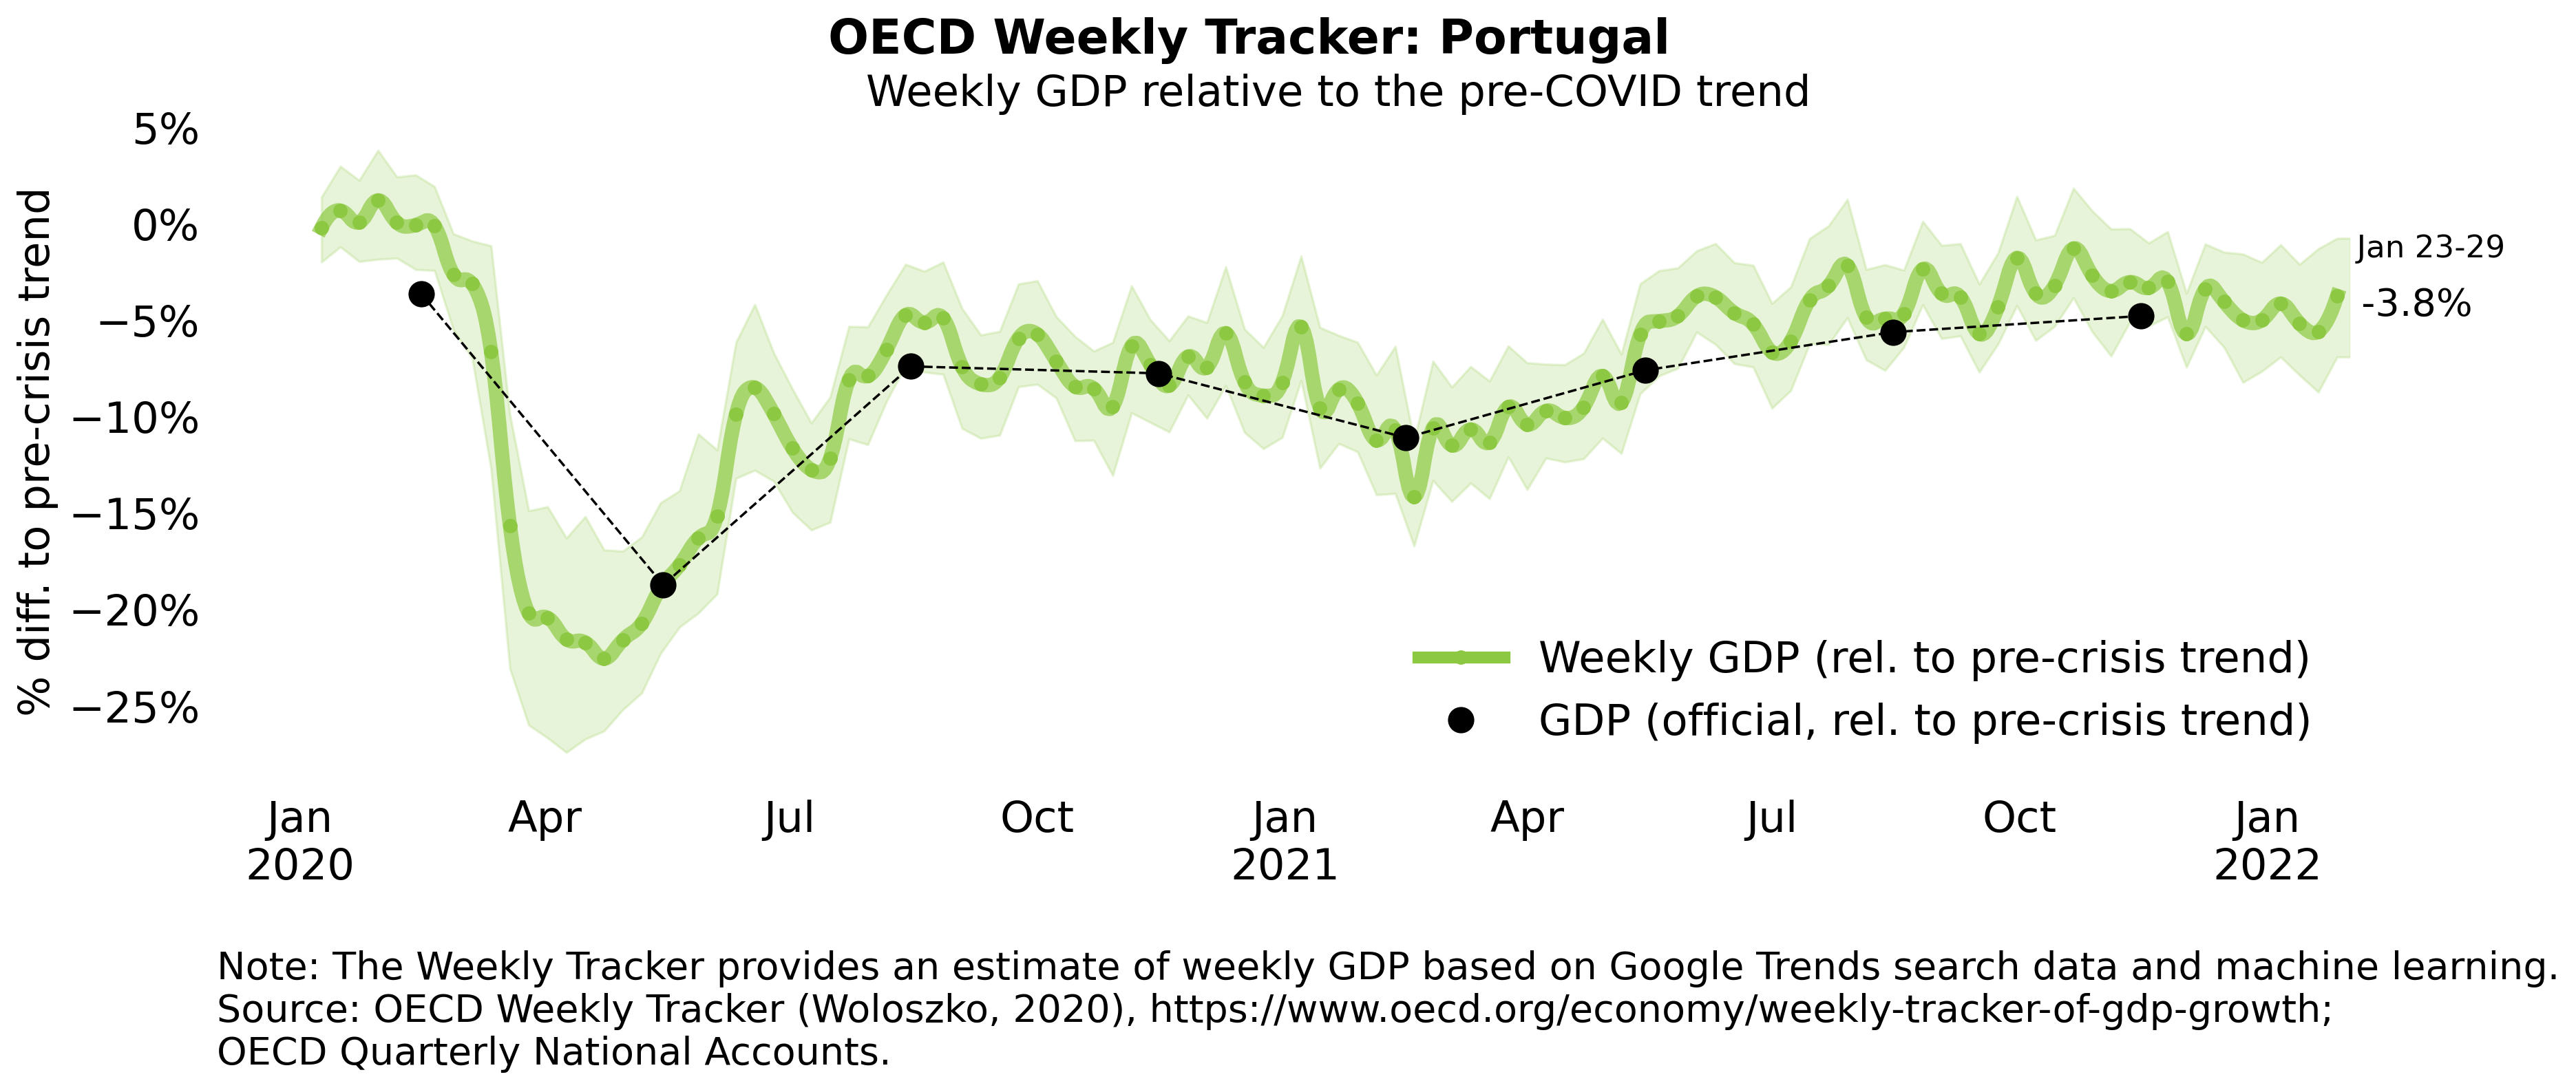 OECD Weekly Tracker: Portugal
Weekly GDP relative to the pre-COVID trend
% diff. to pre-crisis trend
5%
0%
−5%
−10%
−15%
−20%
−25%
Jan 23-29
-3.8%
Weekly GDP (rel. to pre-crisis trend)
GDP (official, rel. to pre-crisis trend)
Jan Apr Jul Oct Jan Apr Jul Oct Jan
2020 2021 2022
Note: The Weekly Tracker provides an estimate of weekly GDP based on Google Trends search data and machine learning.
Source: OECD Weekly Tracker (Woloszko, 2020), https://www.oecd.org/economy/weekly-tracker-of-gdp-growth;
OECD Quarterly National Accounts.